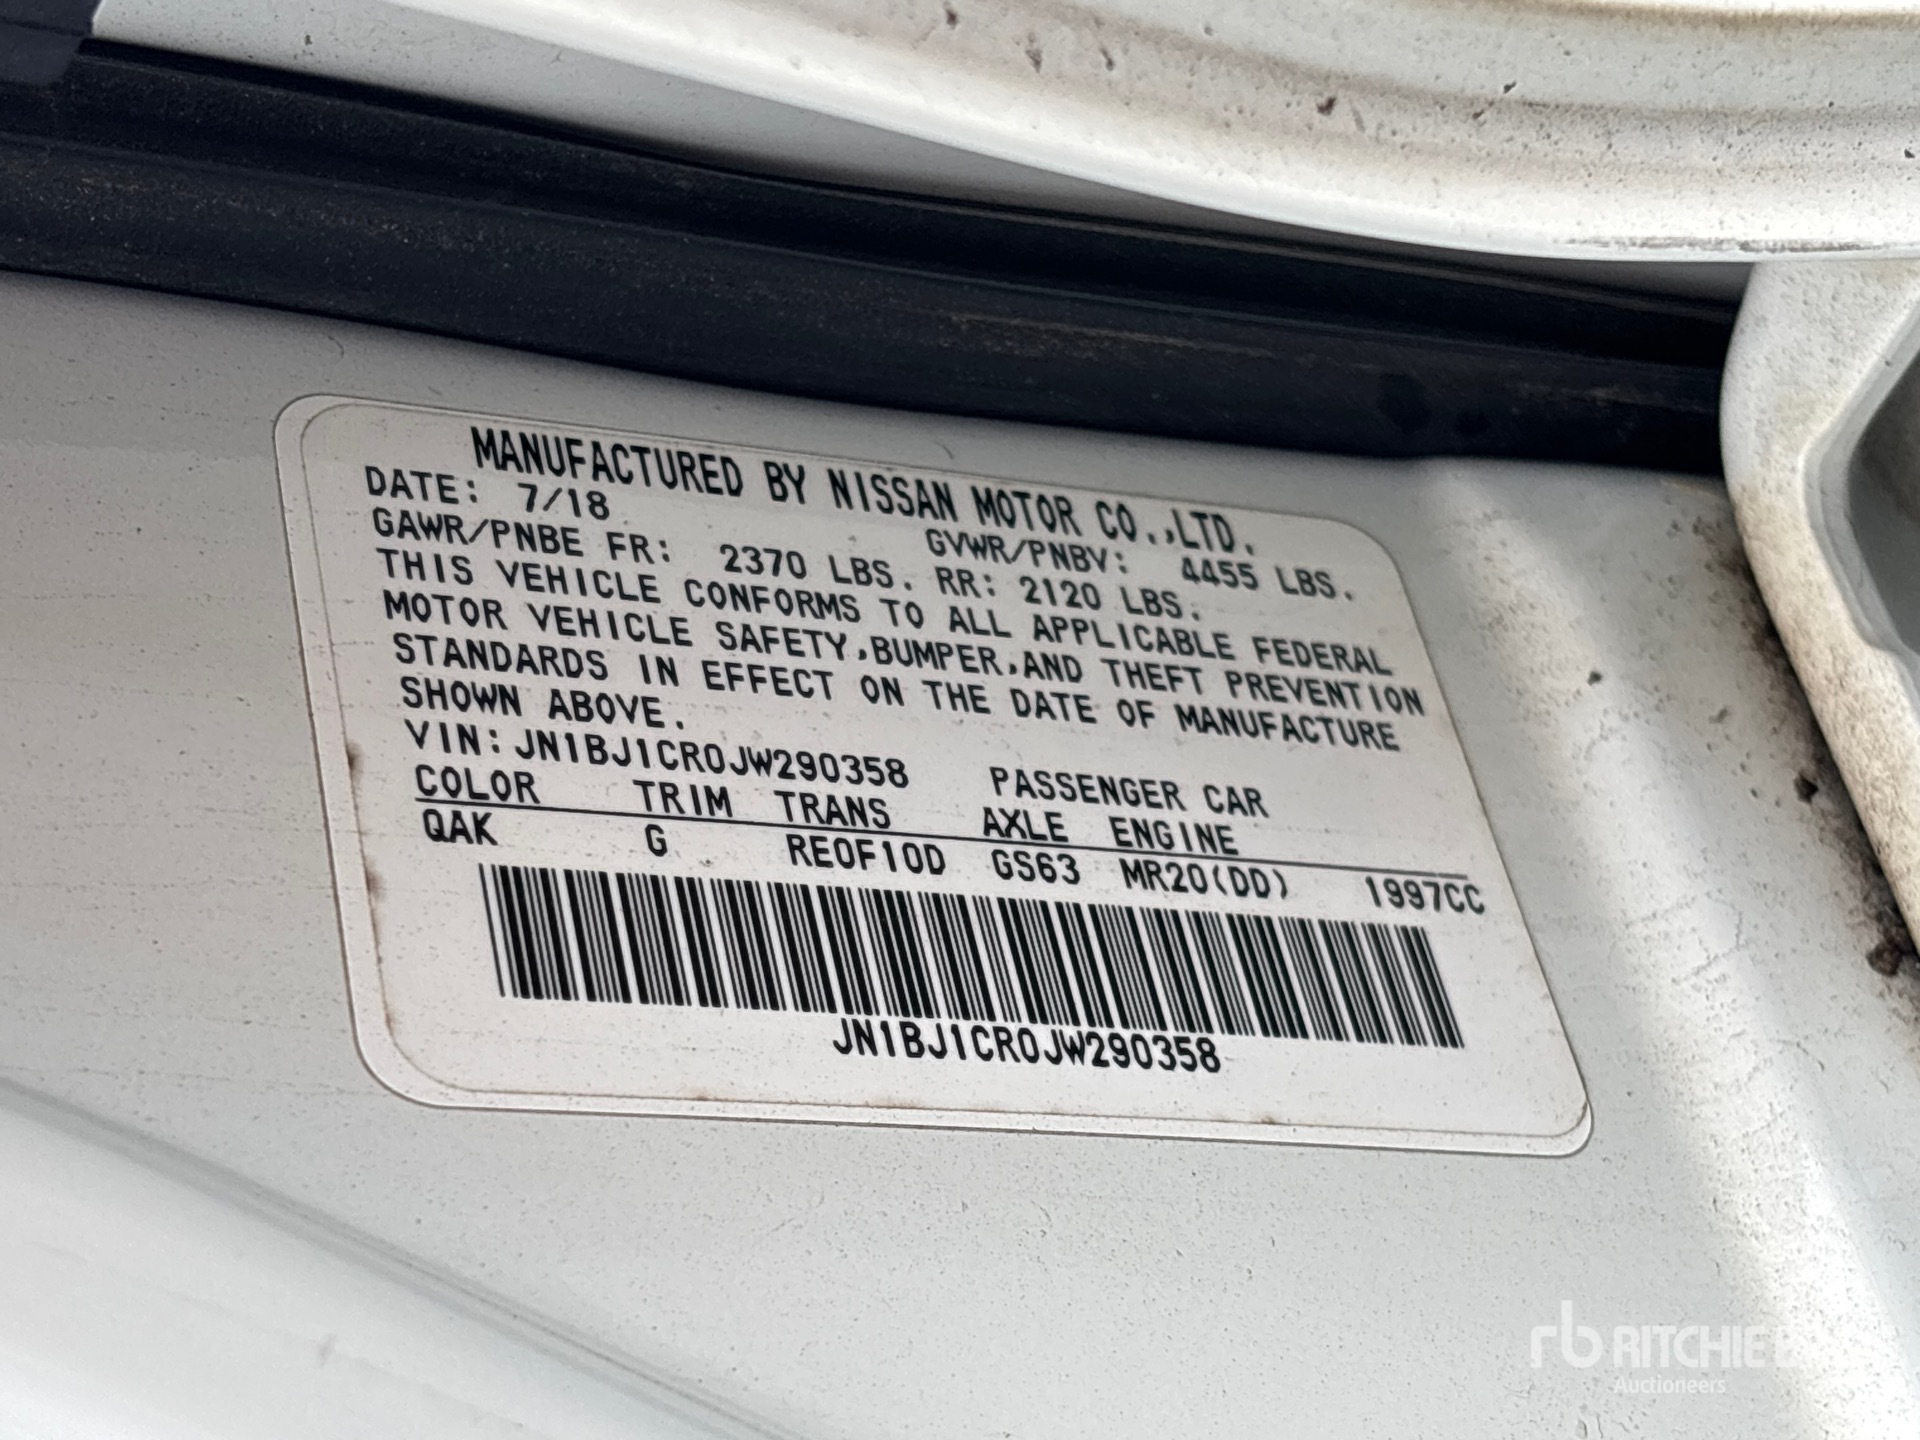 MANUFACTURED BY NISSAN MOTOR CO.,LTD.
DATE: 7/18 GVWR/PNBV: 4455 LBS.
GAWR/PNBE FR: 2370 LBS. RR: 2120 LBS.
THIS VEHICLE CONFORMS TO ALL APPLICABLE FEDERAL
MOTOR VEHICLE SAFETY,BUMPER,AND THEFT PREVENTION
STANDARDS IN EFFECT ON THE DATE OF MANUFACTURE
SHOWN ABOVE.
VIN: JN1BJ1CR0JW290358 PASSENGER CAR
COLOR TRIM TRANS AXLE ENGINE
QAK G RE0F10D GS63 MR20(DD) 1997CC
JN1BJ1CR0JW290358
rb RITCHIE
Auctioneers